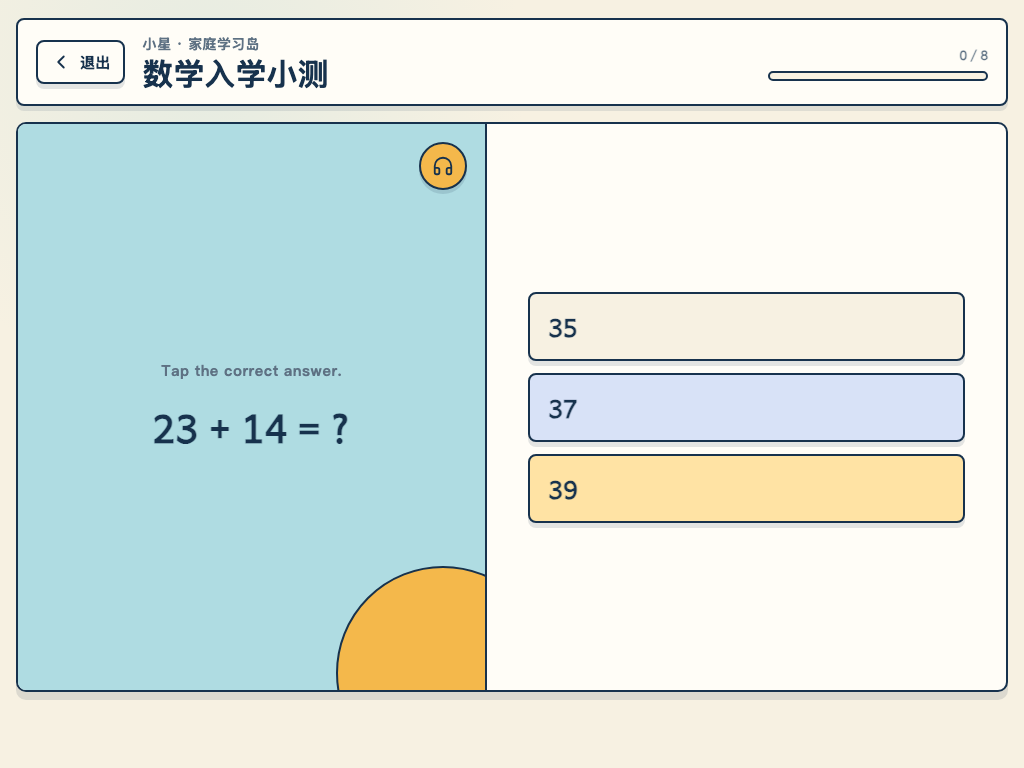 退出
小星 · 家庭学习岛
数学入学小测
0 / 8
Tap the correct answer.
23 + 14 = ?
35
37
39